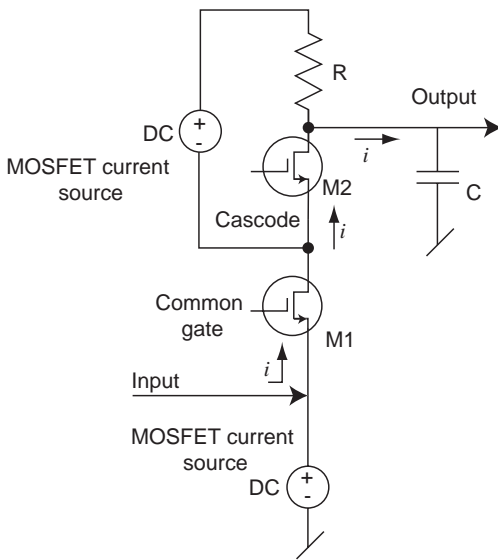 R
Output
+
DC
-
MOSFET current
source
i
M2
C
Cascode
i
Common
gate
M1
i
Input
MOSFET current
source
+
DC
-